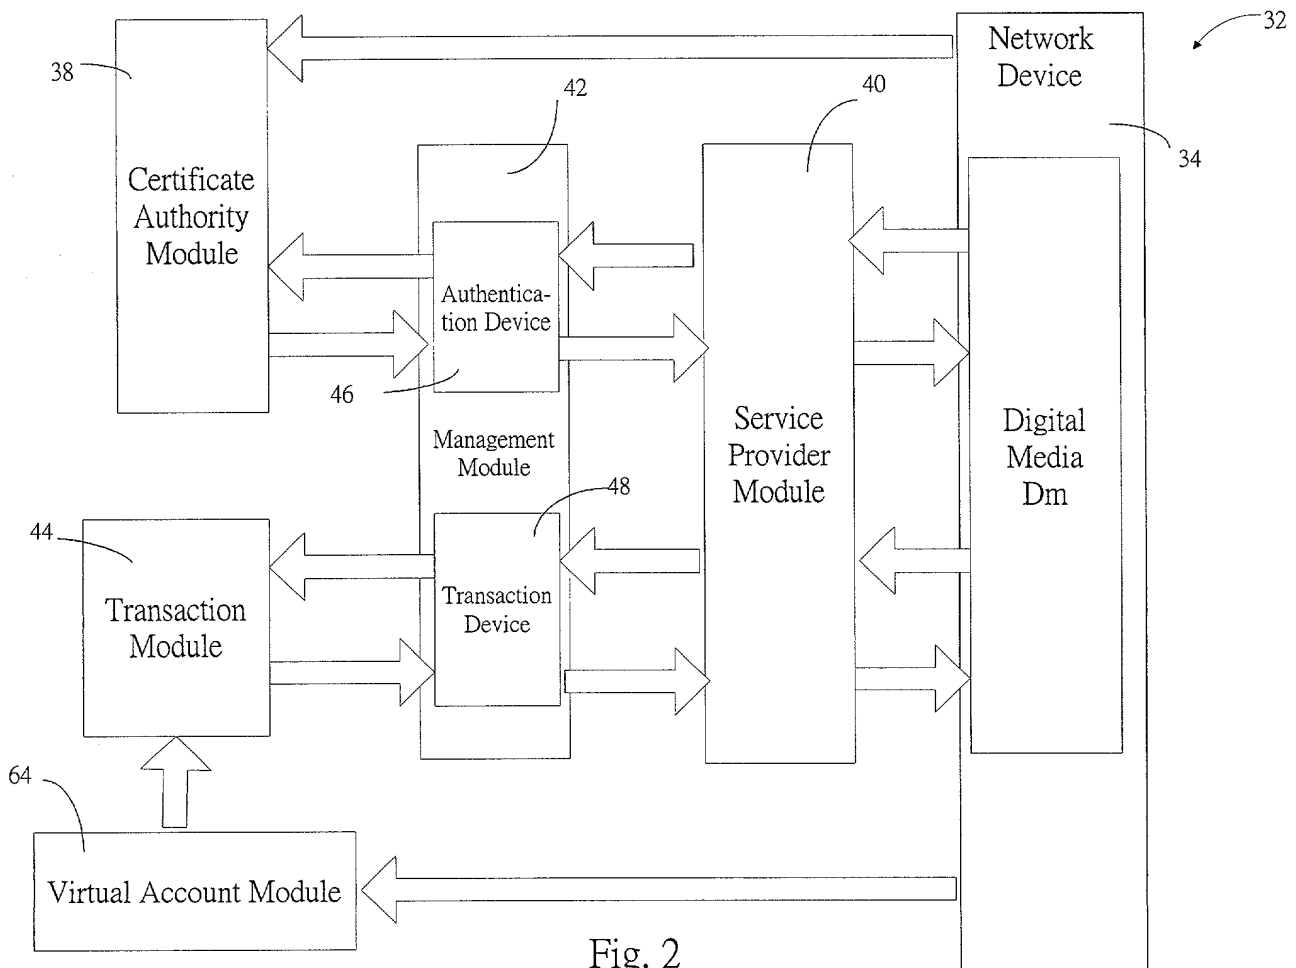 32
Network
Device
38
42
40
34
Certificate
Authority
Module
Authentica-
tion Device
46
Management
Module
Service
Provider
Module
Digital
Media
Dm
48
44
Transaction
Module
Transaction
Device
64
Virtual Account Module
Fig. 2